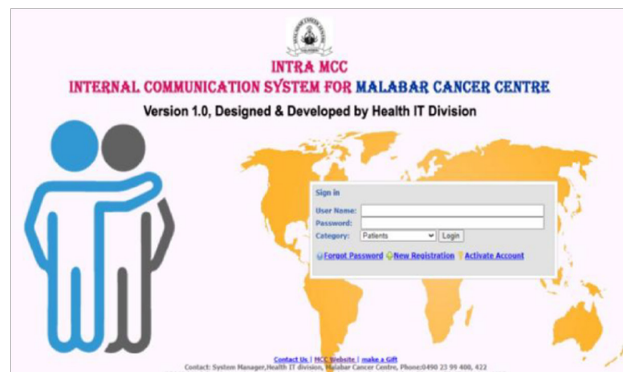 INTRA MCC
INTERNAL COMMUNICATION SYSTEM FOR MALABAR CANCER CENTRE
Version 1.0, Designed & Developed by Health IT Division
Sign in
User Name:
Password:
Category: Patients Login
Forgot Password New Registration Activate Account
Contact Us | MCC Website | make a Gift
Contact: System Manager,Health IT division, Malabar Cancer Centre, Phone:0490 23 99 400, 422